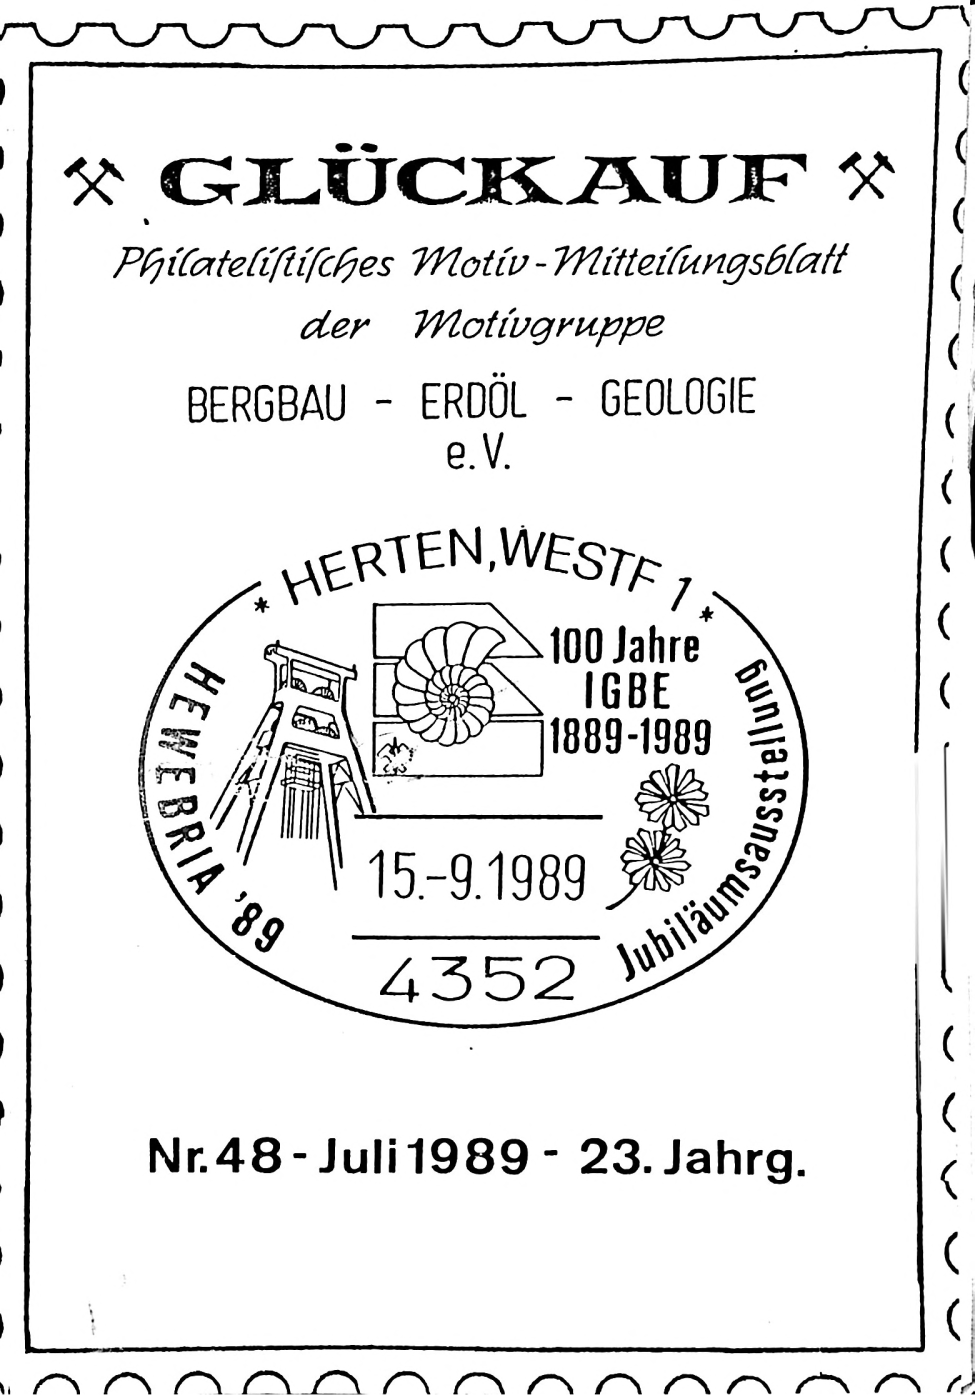 GLÜCKAUF
Philatelistisches Motiv-Mitteilungsblatt
der Motivgruppe
BERGBAU - ERDÖL - GEOLOGIE
e.V.
* HERTEN, WESTF 1 *
100 Jahre
IGBE
1889-1989
HEWEBRIA '89
Jubiläumsausstellung
15.-9.1989
4352
Nr. 48 - Juli 1989 - 23. Jahrg.